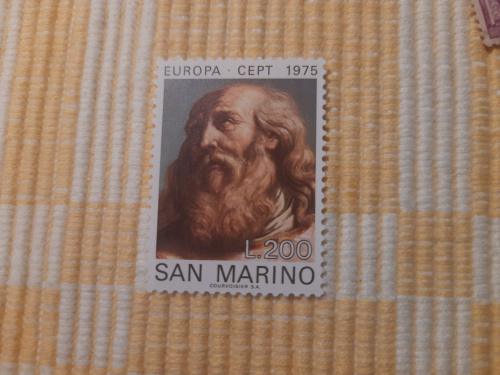 EUROPA · CEPT 1975
L.200
SAN MARINO
COURVOISIER S.A.